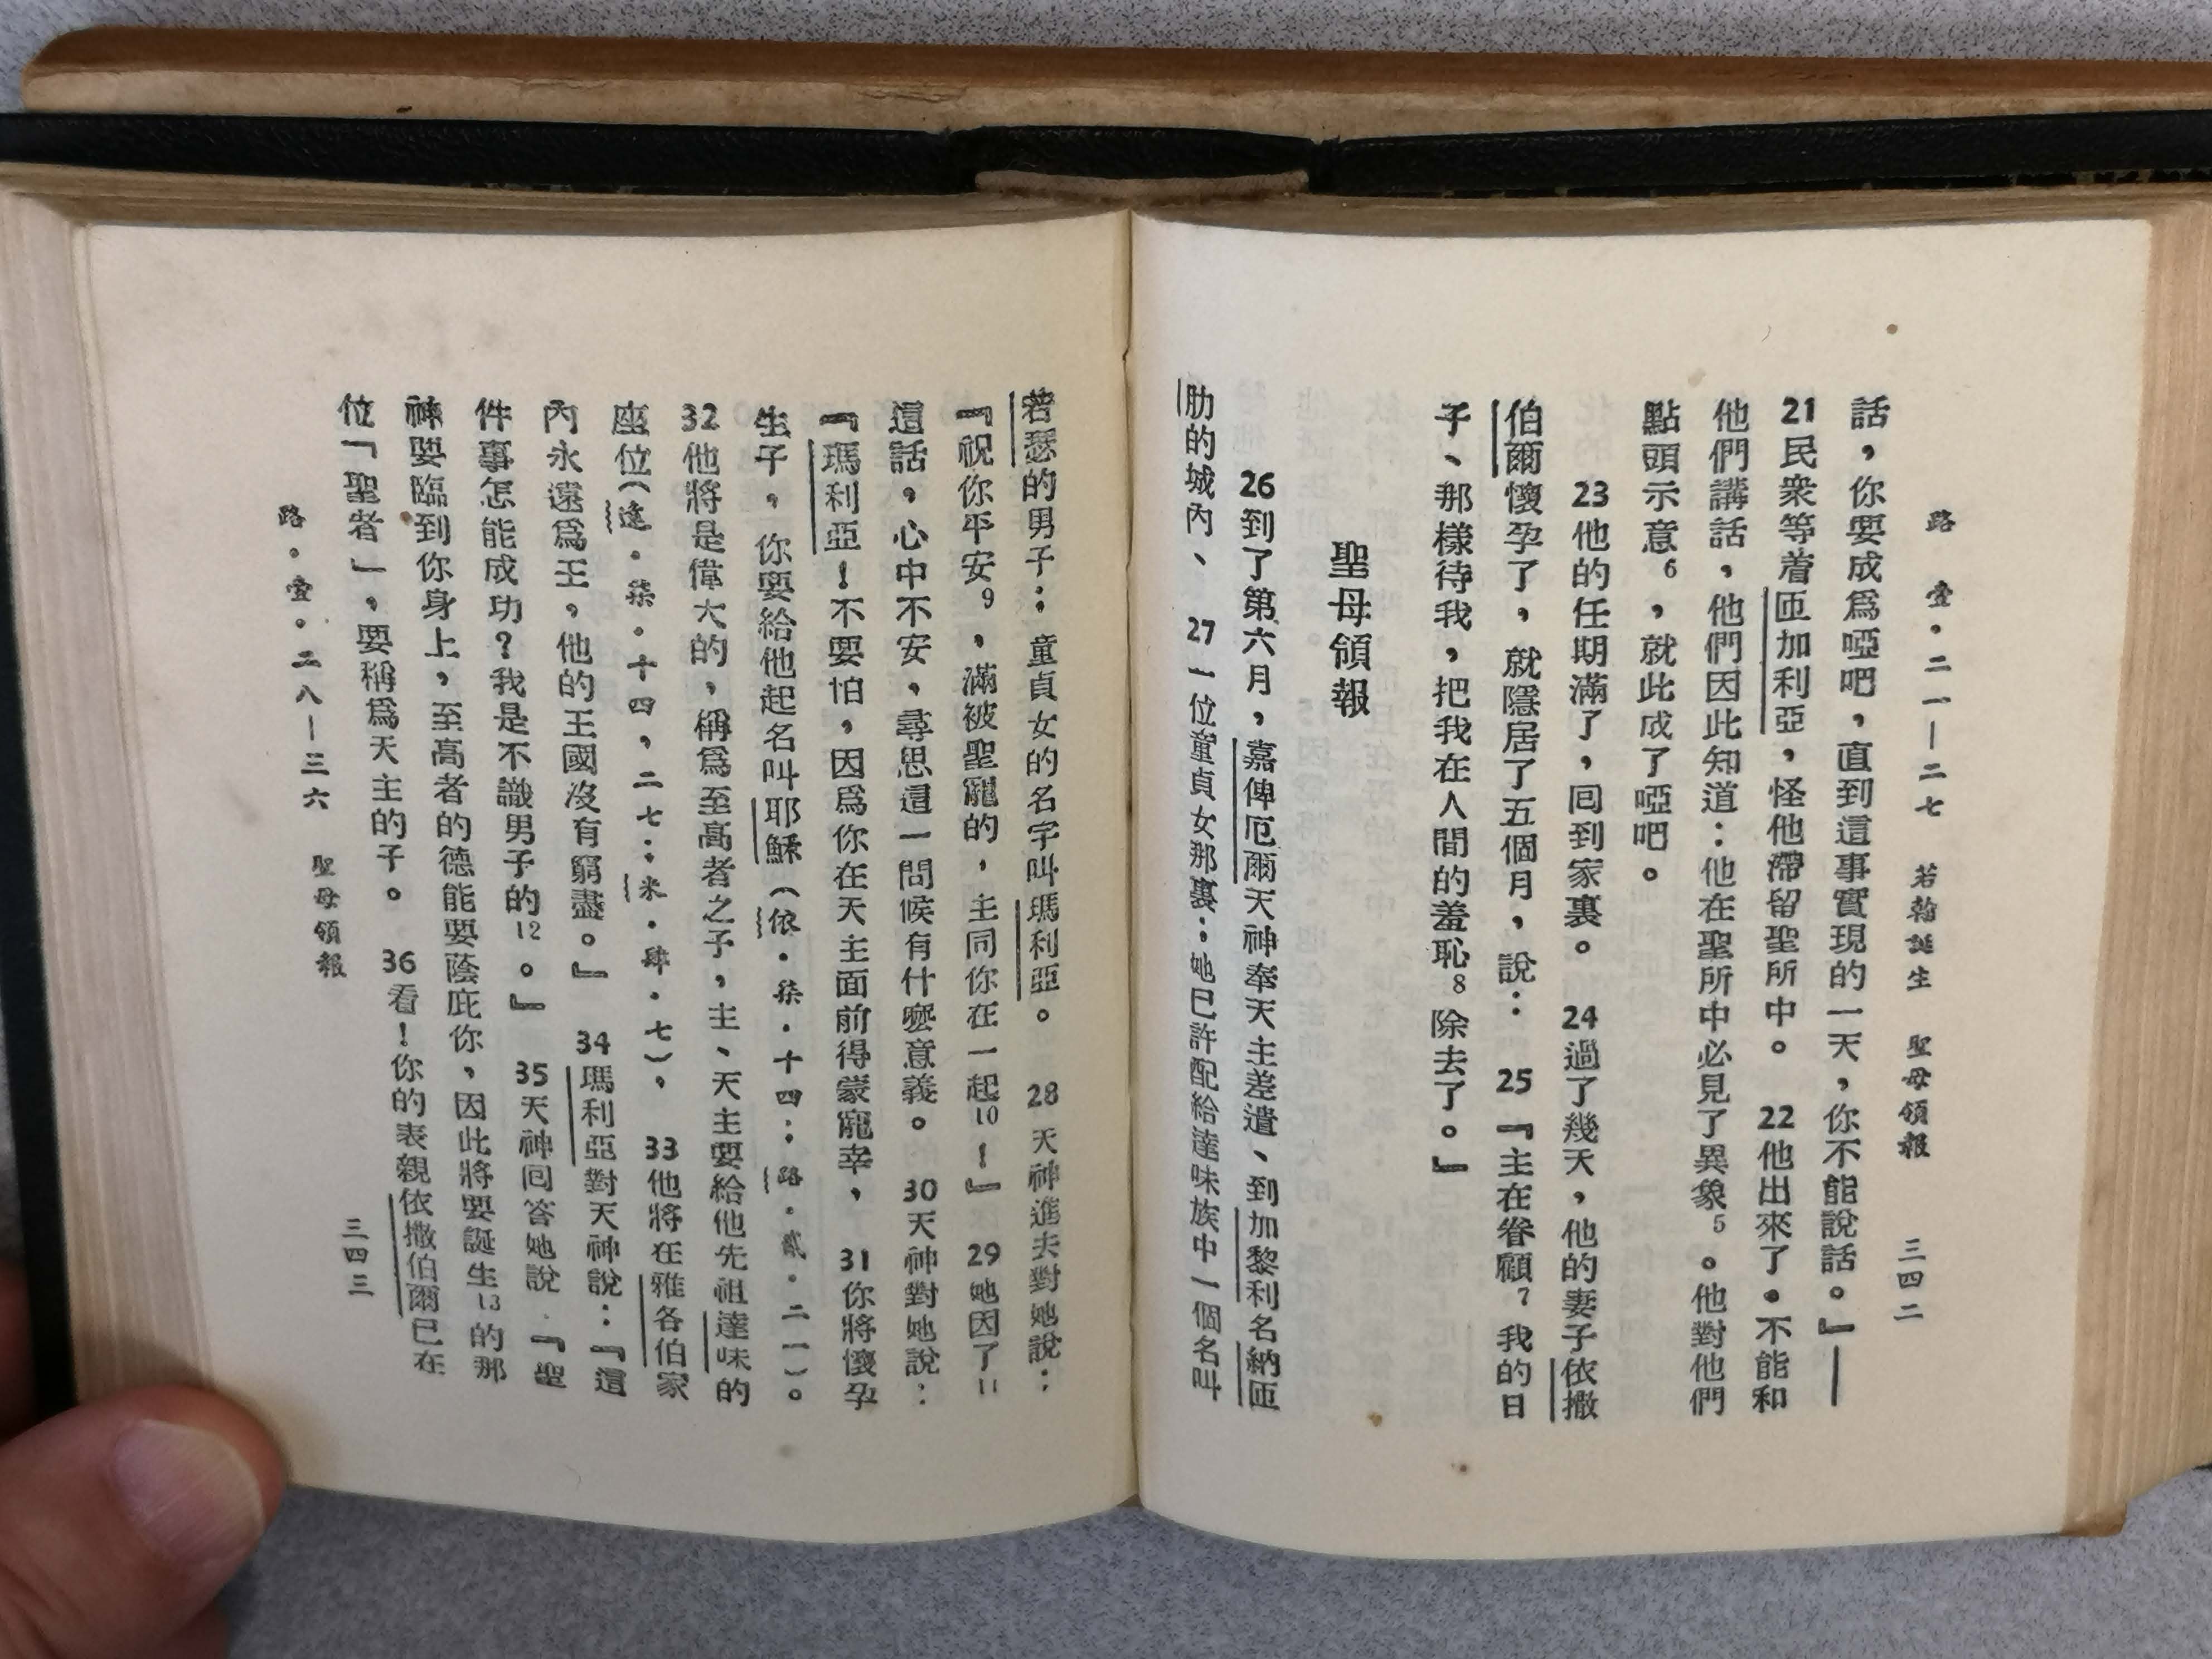 路 壹・二一—二七 若翰誕生 聖母領報 三四二
話，你要成爲啞吧，直到這事實現的一天，你不能說話。』——
21民衆等着匝加利亞，怪他滯留聖所中。 22他出來了。不能和
他們講話，他們因此知道：他在聖所中必見了異象5。他對他們
點頭示意6，就此成了啞吧。
23他的任期滿了，囘到家裏。 24過了幾天，他的妻子依撒
伯爾懷孕了，就隱居了五個月，說： 25『主在眷顧7我的日
子、那樣待我，把我在人間的羞恥8除去了。』
聖母領報
26到了第六月，嘉俾厄爾天神奉天主差遣、到加黎利名納匝
肋的城內、 27一位童貞女那裏；她已許配給達味族中一個名叫
若瑟的男子；童貞女的名字叫瑪利亞。 28天神進去對她說：
『祝你平安9，滿被聖寵的，主同你在一起10！』 29她因了11
這話，心中不安，尋思這一問候有什麼意義。 30天神對她說：
『瑪利亞！不要怕，因爲你在天主面前得蒙寵幸， 31你將懷孕
生子，你要給他起名叫耶穌（依・柒・十四；路・貳・二一）。
32他將是偉大的，稱爲至高者之子，主、天主要給他先祖達味的
座位（達・柒・十四，二七；米・肆・七）， 33他將在雅各伯家
內永遠爲王，他的王國沒有窮盡。』 34瑪利亞對天神說：『這
件事怎能成功？我是不識男子的12。』 35天神囘答她說．『聖
神要臨到你身上，至高者的德能要蔭庇你，因此將要誕生13的那
位「聖者」，要稱爲天主的子。 36看！你的表親依撒伯爾已在
路・壹・二八—三六 聖母領報 三四三